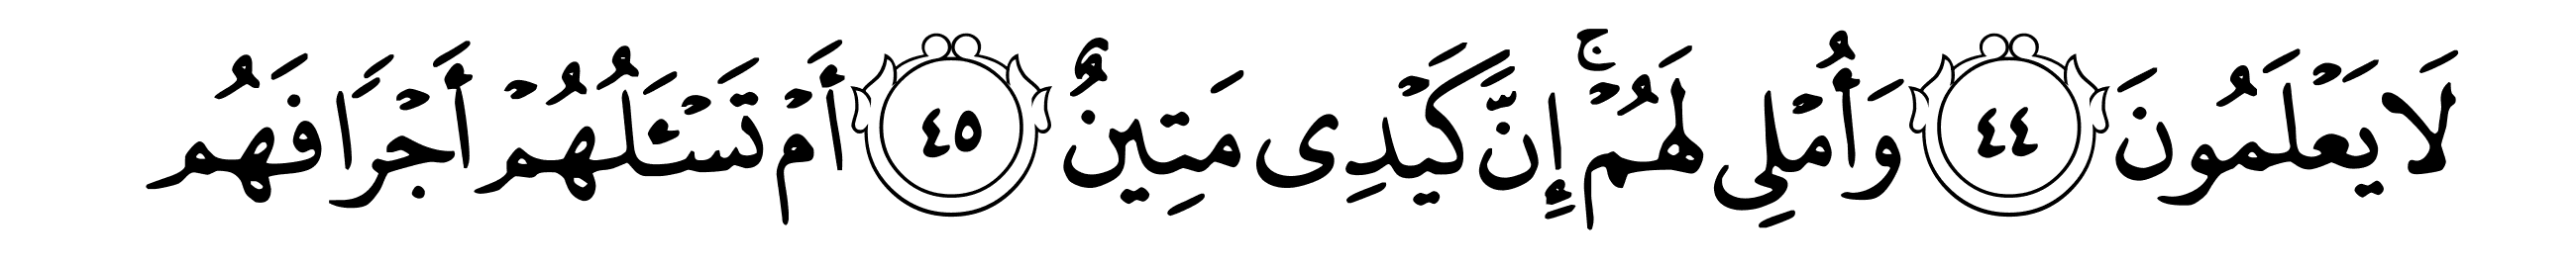 لَا يَعْلَمُونَ ٤٤ وَأُمْلِى لَهُمْ ۚ إِنَّ كَيْدِى مَتِينٌ ٤٥ أَمْ تَسْـَٔلُهُمْ أَجْرًا فَهُم